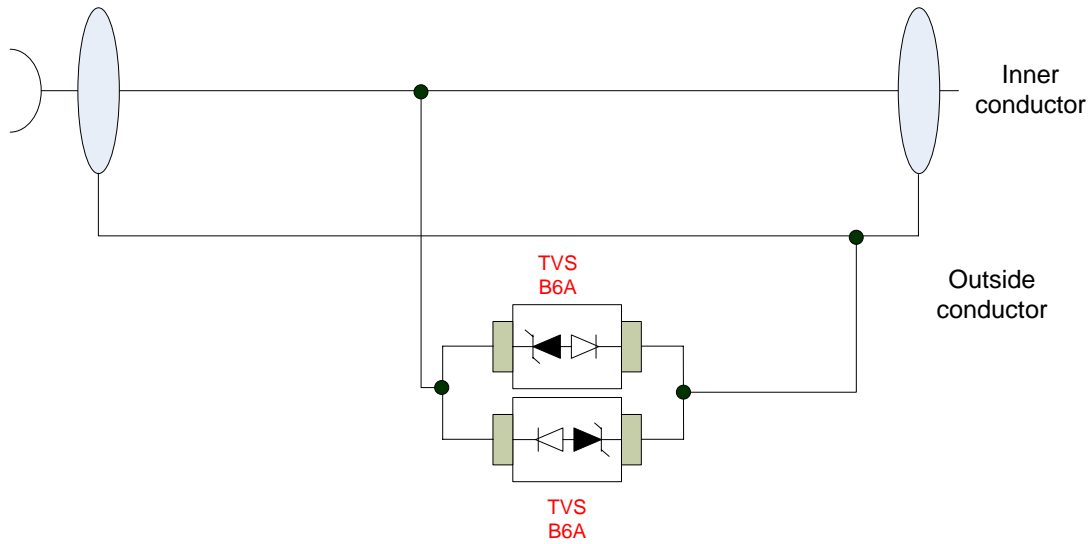 Inner
conductor
Outside
conductor
TVS
B6A
TVS
B6A